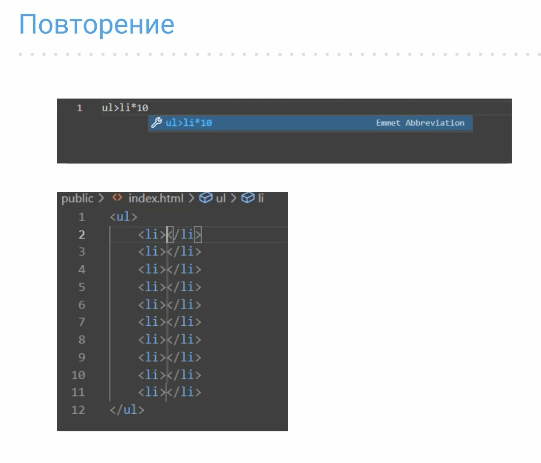 Повторение
1 ul>li*10
ul>li*10 Emmet Abbreviation
public > index.html > ul > li
1 <ul>
2 <li></li>
3 <li></li>
4 <li></li>
5 <li></li>
6 <li></li>
7 <li></li>
8 <li></li>
9 <li></li>
10 <li></li>
11 <li></li>
12 </ul>